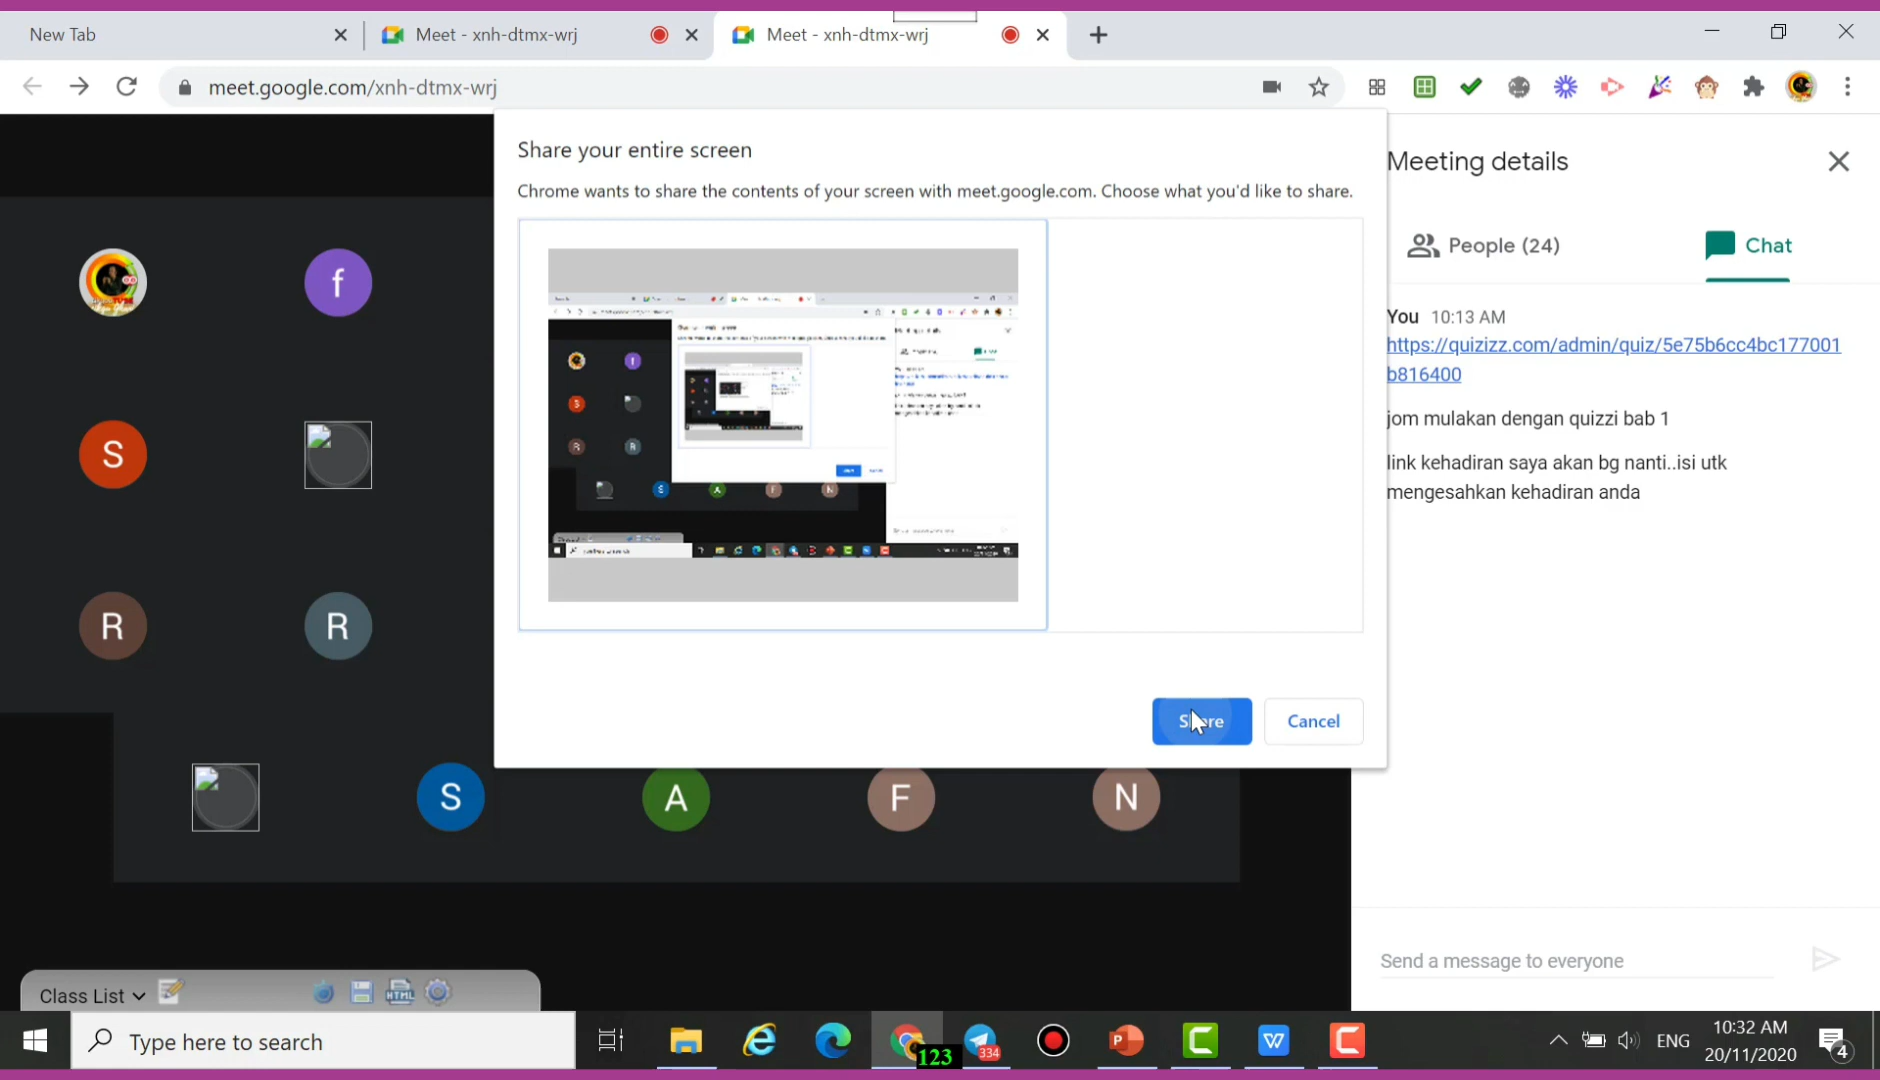 New Tab
Meet - xnh-dtmx-wrj
Meet - xnh-dtmx-wrj
meet.google.com/xnh-dtmx-wrj
Share your entire screen
Chrome wants to share the contents of your screen with meet.google.com. Choose what you'd like to share.
Share
Cancel
Meeting details
People (24)
Chat
You 10:13 AM
https://quizizz.com/admin/quiz/5e75b6cc4bc177001
b816400
jom mulakan dengan quizzi bab 1
link kehadiran saya akan bg nanti..isi utk
mengesahkan kehadiran anda
Send a message to everyone
f
S
R
R
S
A
F
N
Class List
HTML
Type here to search
123
334
P
C
W
C
ENG
10:32 AM
20/11/2020
4